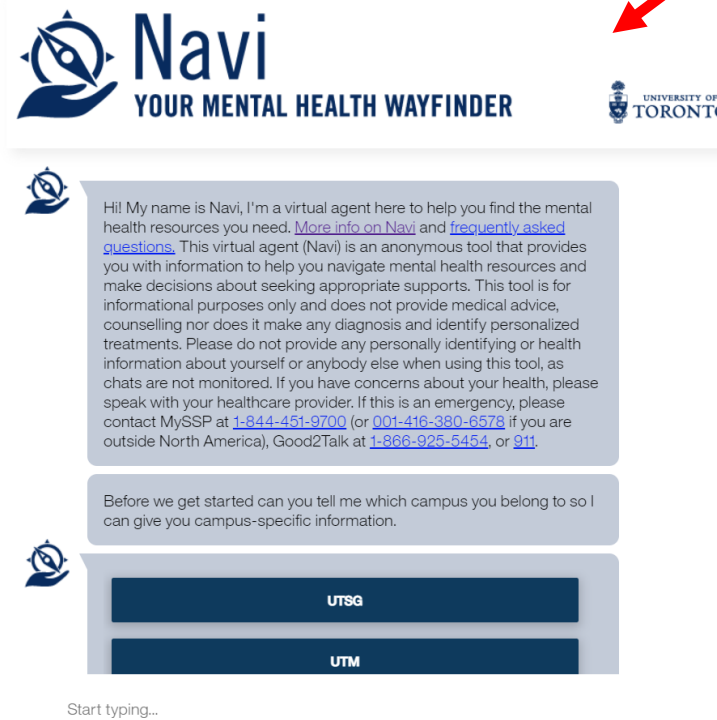 Navi
YOUR MENTAL HEALTH WAYFINDER
UNIVERSITY OF
TORONTO
Hi! My name is Navi, I'm a virtual agent here to help you find the mental
health resources you need. More info on Navi and frequently asked
questions. This virtual agent (Navi) is an anonymous tool that provides
you with information to help you navigate mental health resources and
make decisions about seeking appropriate supports. This tool is for
informational purposes only and does not provide medical advice,
counselling nor does it make any diagnosis and identify personalized
treatments. Please do not provide any personally identifying or health
information about yourself or anybody else when using this tool, as
chats are not monitored. If you have concerns about your health, please
speak with your healthcare provider. If this is an emergency, please
contact MySSP at 1-844-451-9700 (or 001-416-380-6578 if you are
outside North America), Good2Talk at 1-866-925-5454, or 911.
Before we get started can you tell me which campus you belong to so I
can give you campus-specific information.
UTSG
UTM
Start typing...